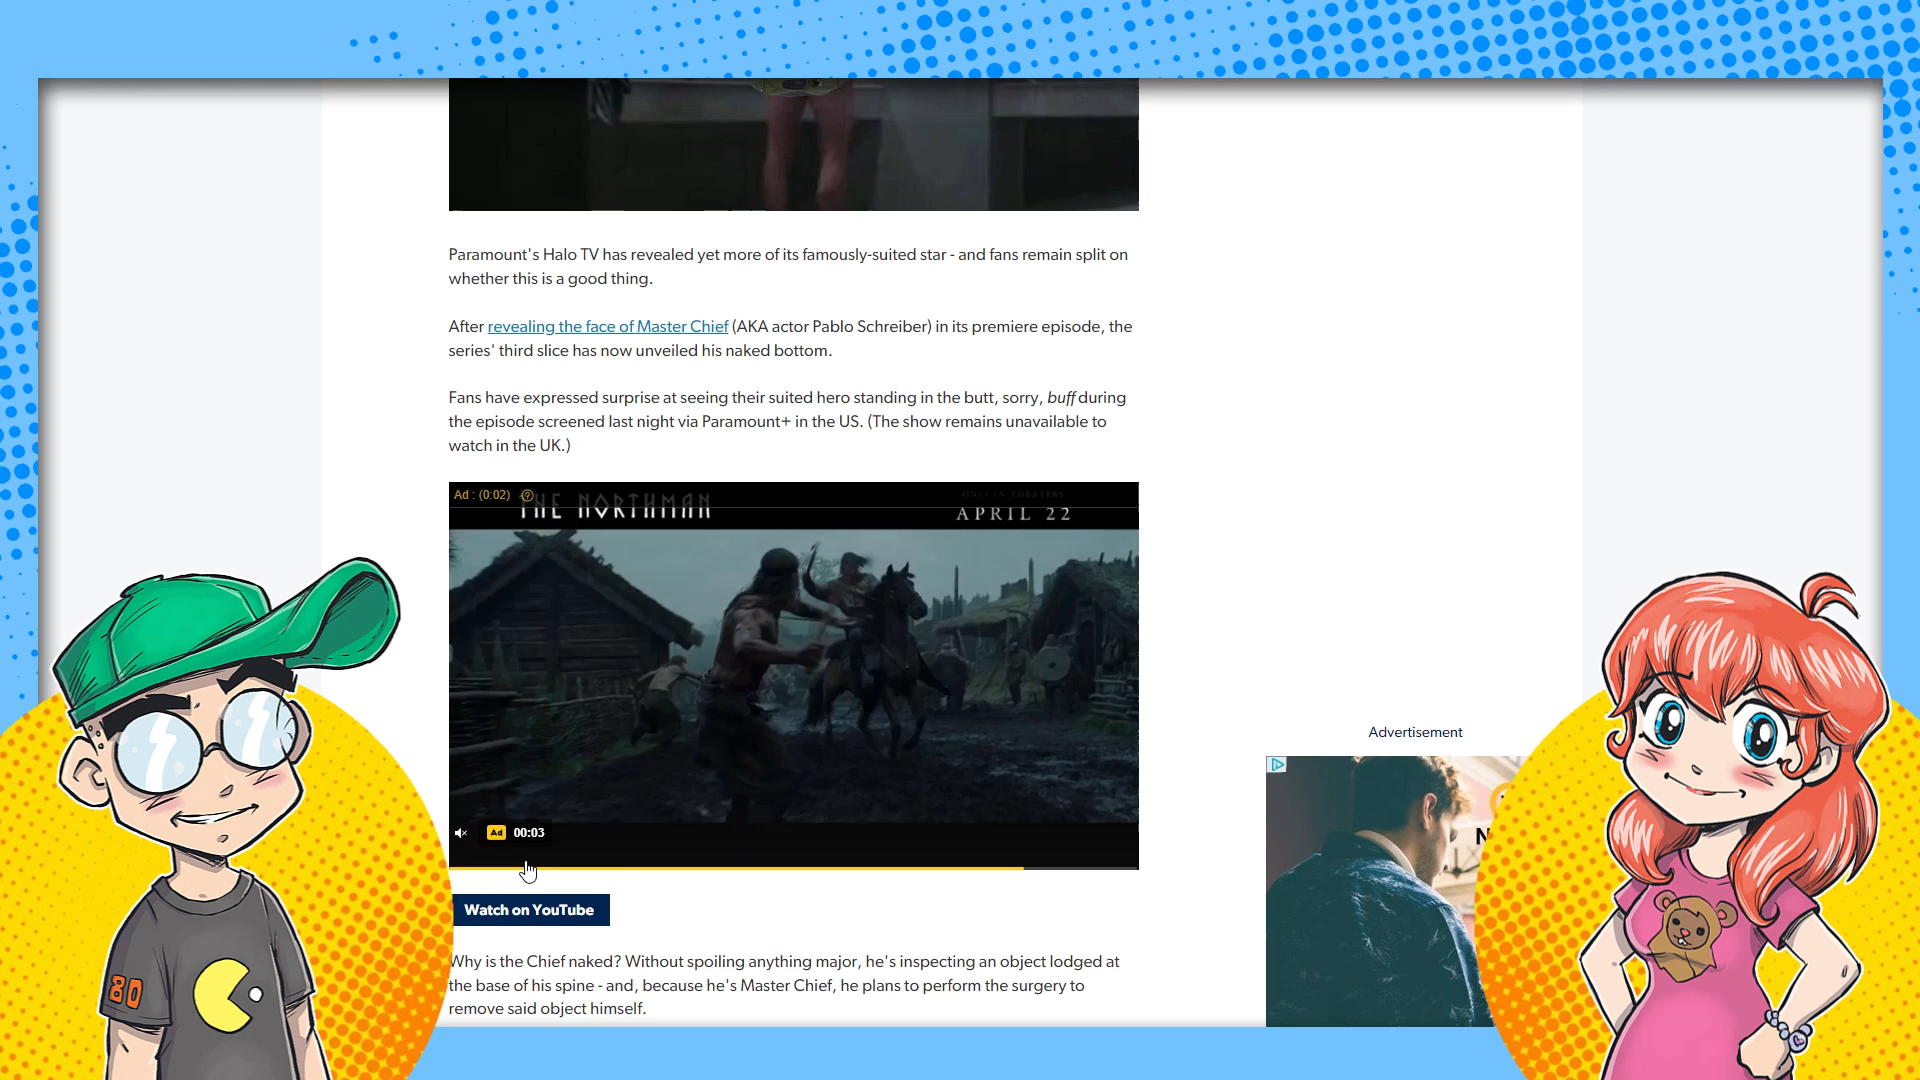 Paramount's Halo TV has revealed yet more of its famously-suited star - and fans remain split on
whether this is a good thing.
After revealing the face of Master Chief (AKA actor Pablo Schreiber) in its premiere episode, the
series' third slice has now unveiled his naked bottom.
Fans have expressed surprise at seeing their suited hero standing in the butt, sorry, buff during
the episode screened last night via Paramount+ in the US. (The show remains unavailable to
watch in the UK.)
Ad : (0:02)
THE NORTHMAN
ONLY IN THEATERS
APRIL 22
Ad 00:03
Watch on YouTube
Why is the Chief naked? Without spoiling anything major, he's inspecting an object lodged at
the base of his spine - and, because he's Master Chief, he plans to perform the surgery to
remove said object himself.
Advertisement
N
80